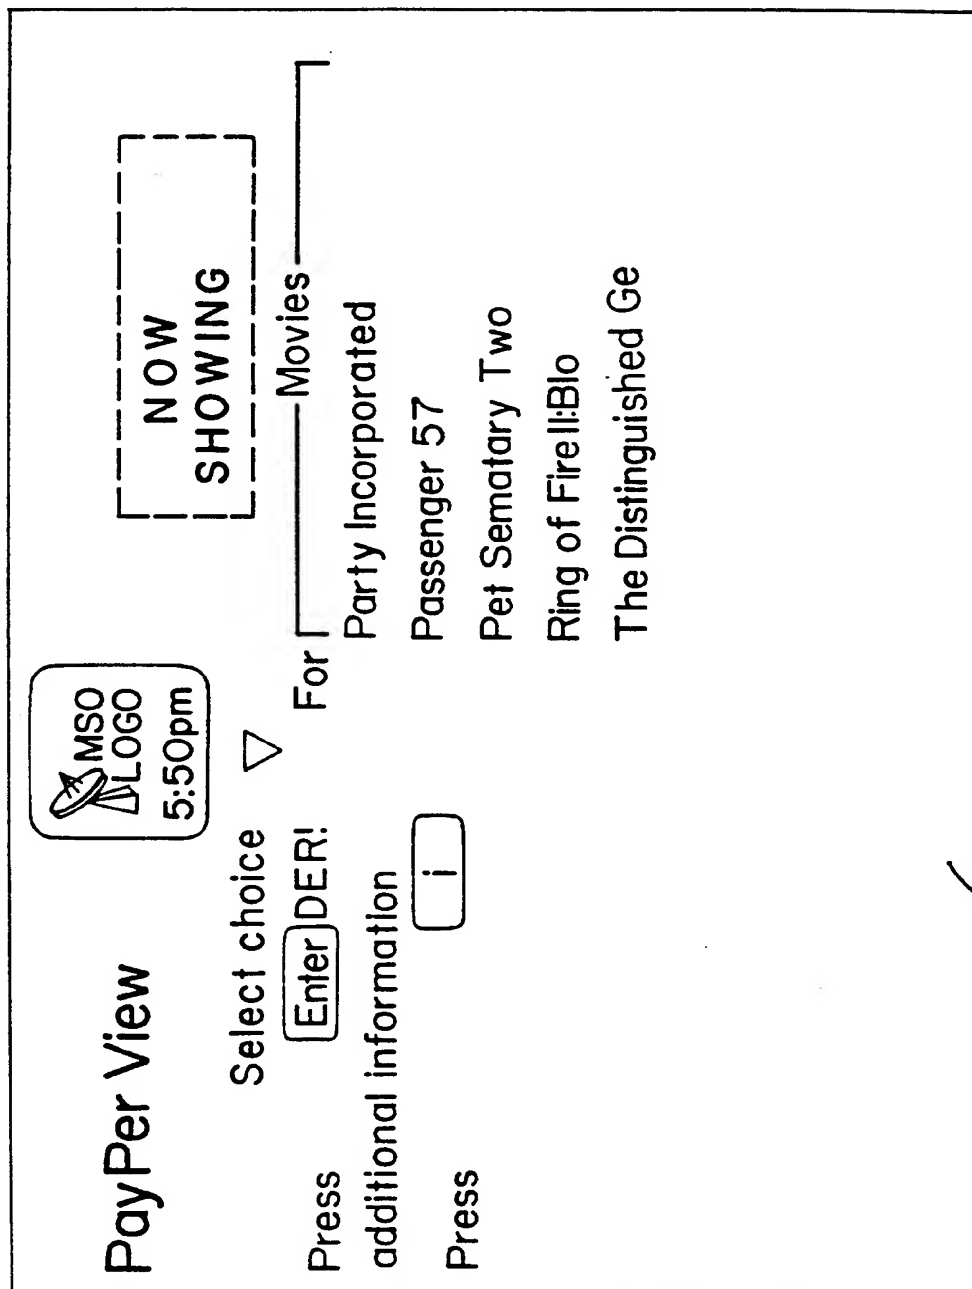 PayPer View
MSO
LOGO
5:50pm
NOW
SHOWING
Select choice
Press Enter DER! For
additional information
Press i
Movies
Party Incorporated
Passenger 57
Pet Sematary Two
Ring of Fire II:Blo
The Distinguished Ge